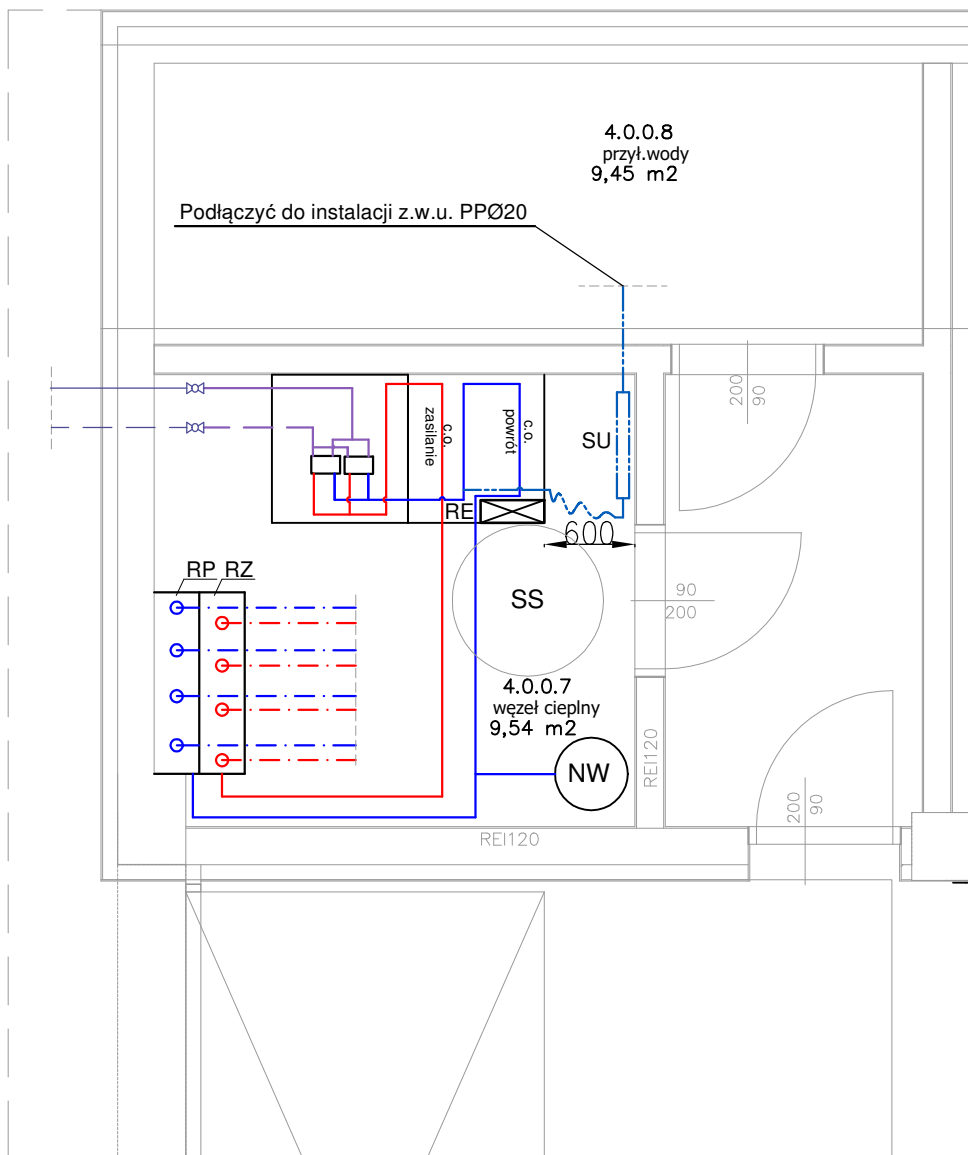 4.0.0.8
przył.wody
9,45 m2
Podłączyć do instalacji z.w.u. PPØ20
200
90
c.o.
zasilanie
c.o.
powrót
SU
RE
600
RP
RZ
SS
90
200
4.0.0.7
węzeł cieplny
9,54 m2
NW
REI120
200
90
REI120